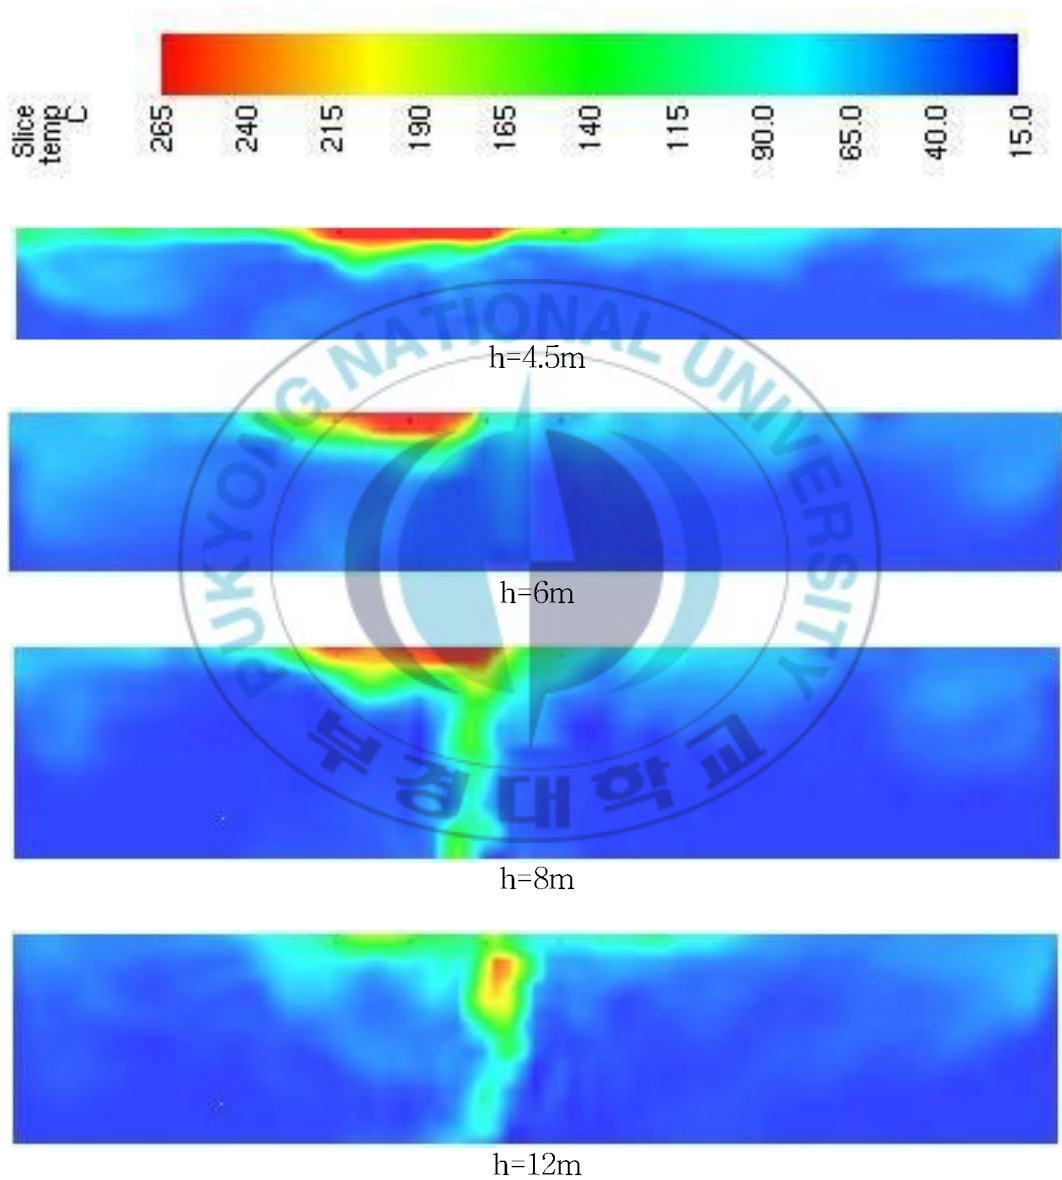 Slice
temp
C
265
240
215
190
165
140
115
90.0
65.0
40.0
15.0
h=4.5m
PUKYONG NATIONAL UNIVERSITY
h=6m
부경대학교
h=8m
h=12m